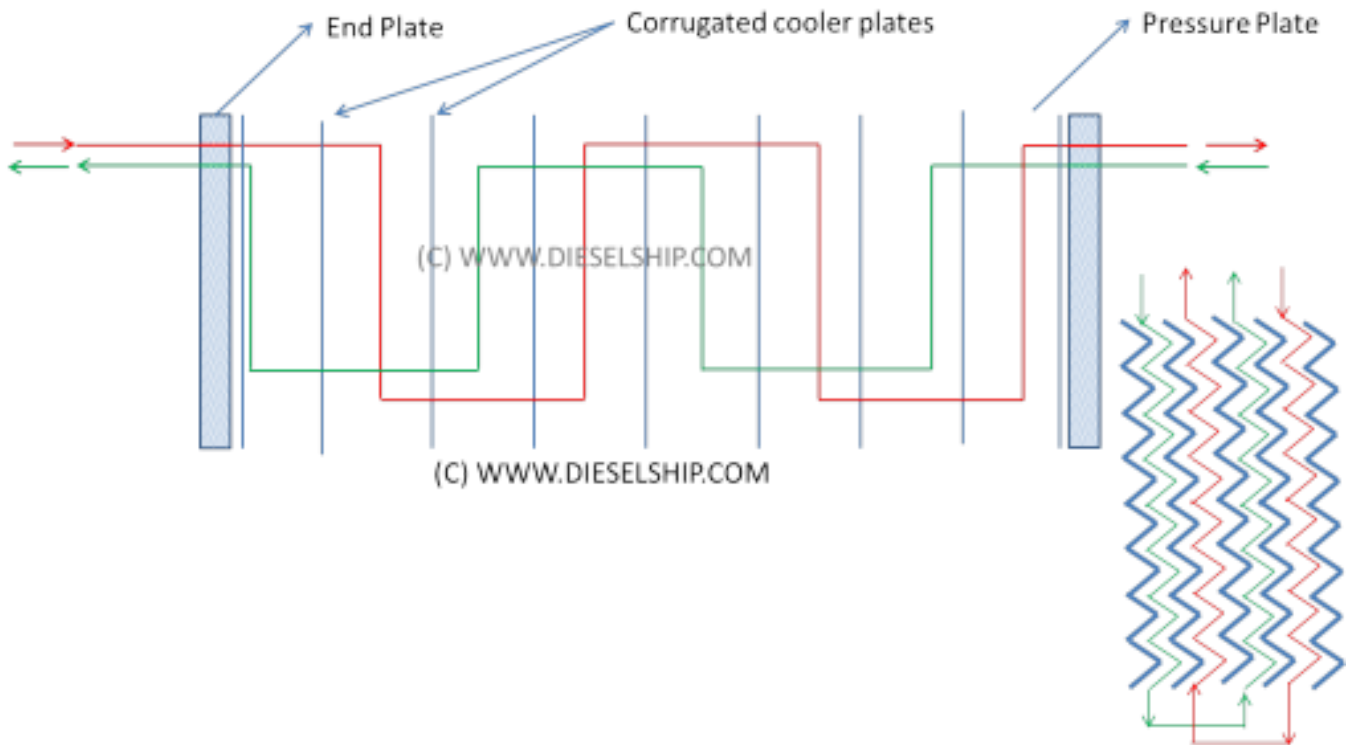 End Plate
Corrugated cooler plates
Pressure Plate
(C) WWW.DIESELSHIP.COM
(C) WWW.DIESELSHIP.COM